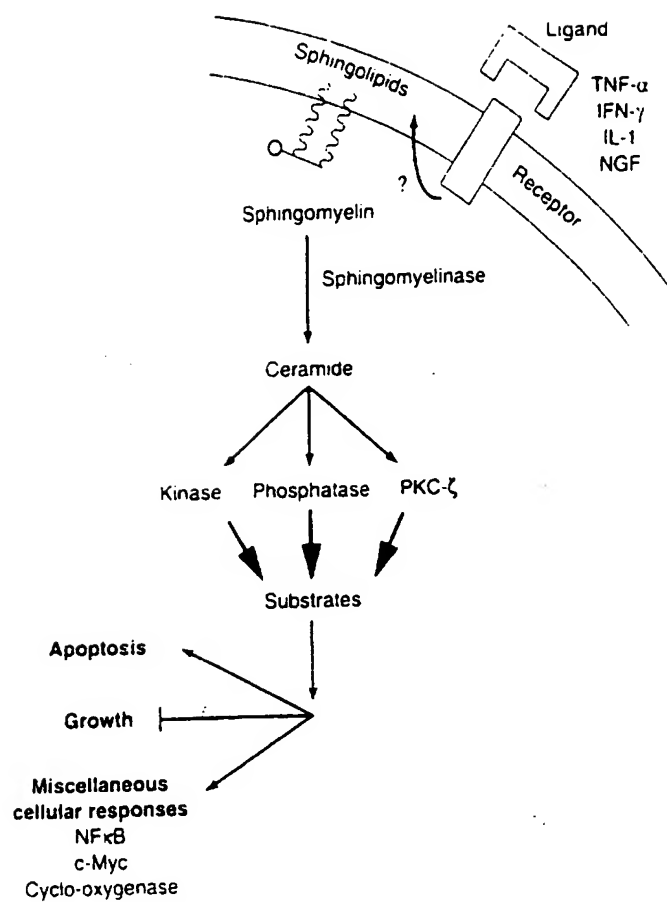 Ligand
Sphingolipids
TNF-α
IFN-γ
IL-1
NGF
?
Receptor
Sphingomyelin
Sphingomyelinase
Ceramide
Kinase
Phosphatase
PKC-ζ
Substrates
Apoptosis
Growth
Miscellaneous
cellular responses
NFκB
c-Myc
Cyclo-oxygenase